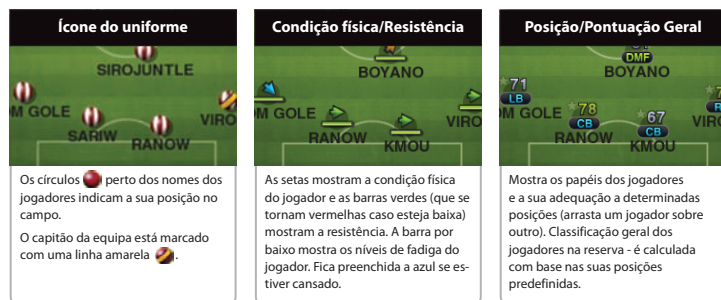 Ícone do uniforme
SIROJUNTLE
OM GOLE
SARIW
RANOW
VIRO
Os círculos perto dos nomes dos
jogadores indicam a sua posição no
campo.
O capitão da equipa está marcado
com uma linha amarela .
Condição física/Resistência
BOYANO
M GOLE
RANOW
KMOU
VIRO
As setas mostram a condição física
do jogador e as barras verdes (que se
tornam vermelhas caso esteja baixa)
mostram a resistência. A barra por
baixo mostra os níveis de fadiga do
jogador. Fica preenchida a azul se es-
tiver cansado.
Posição/Pontuação Geral
DMF
BOYANO
71
LB
M GOLE
78
CB
RANOW
67
CB
KMOU
7
R
VIRO
Mostra os papéis dos jogadores
e a sua adequação a determinadas
posições (arrasta um jogador sobre
outro). Classificação geral dos
jogadores na reserva - é calculada
com base nas suas posições
predefinidas.